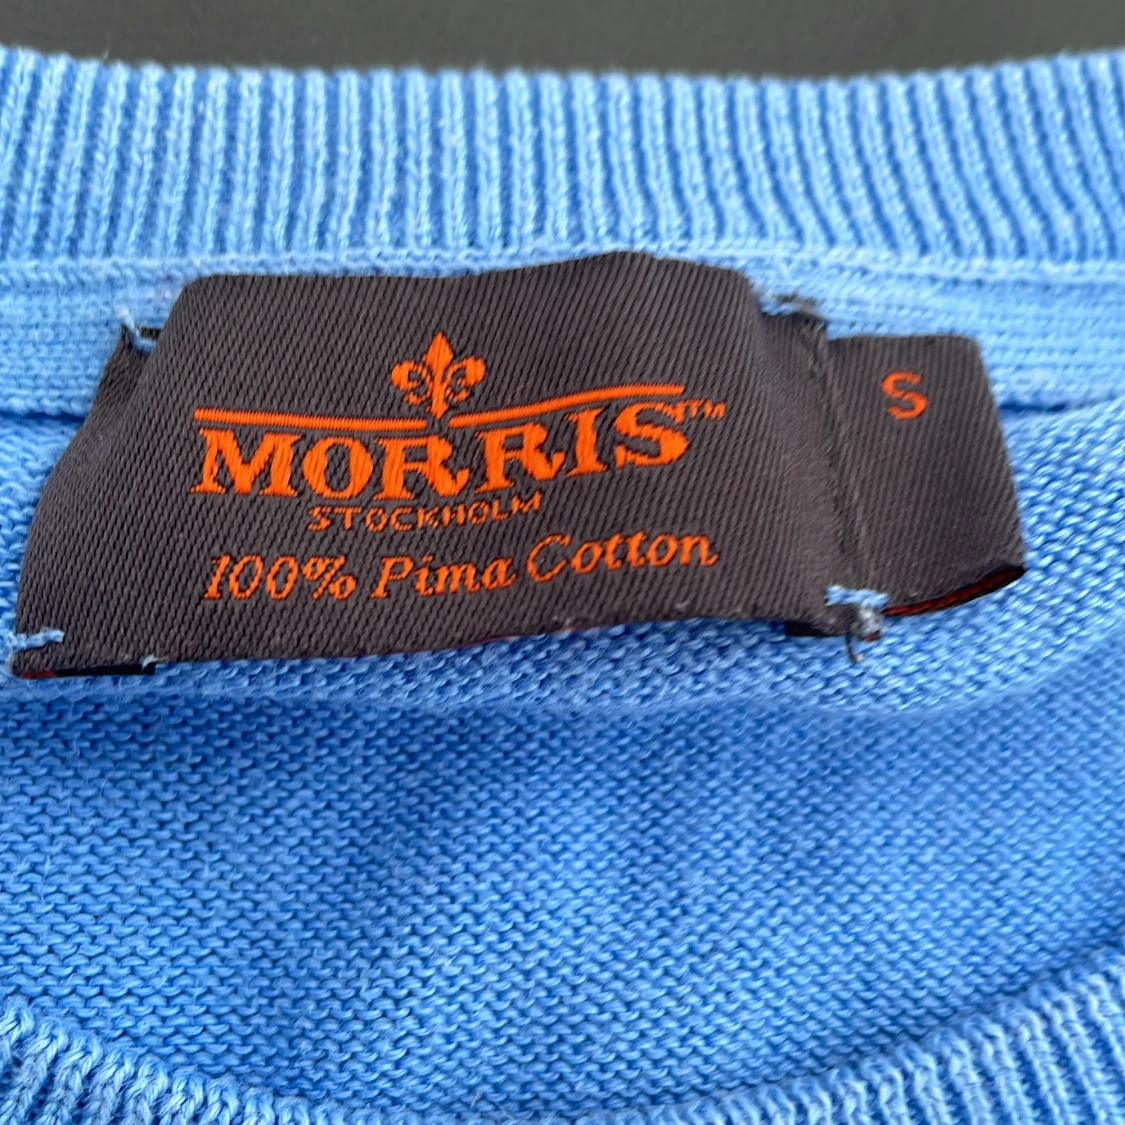 MORRIS™
STOCKHOLM
100% Pima Cotton
S